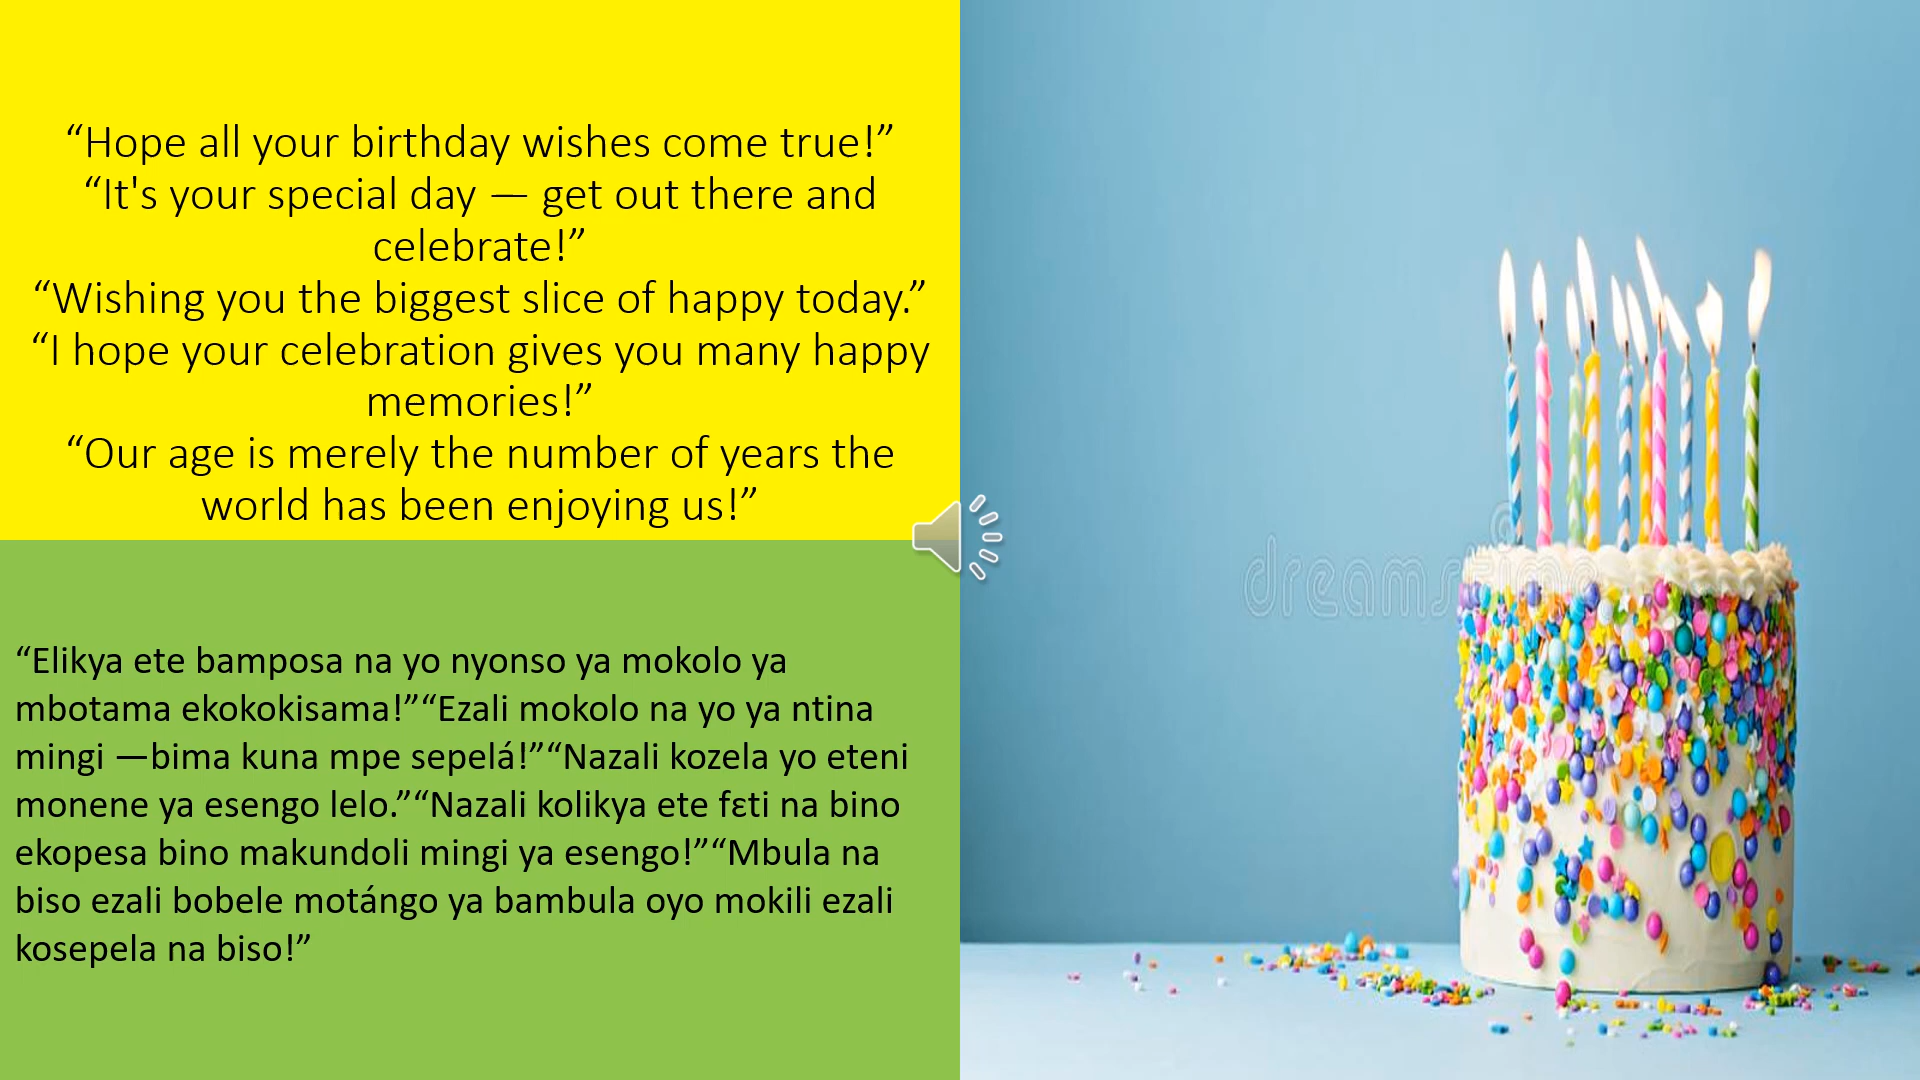 “Hope all your birthday wishes come true!”
“It's your special day — get out there and
celebrate!”
“Wishing you the biggest slice of happy today.”
“I hope your celebration gives you many happy
memories!”
“Our age is merely the number of years the
world has been enjoying us!”
“Elikya ete bamposa na yo nyonso ya mokolo ya
mbotama ekokokisama!”“Ezali mokolo na yo ya ntina
mingi —bima kuna mpe sepelá!”“Nazali kozela yo eteni
monene ya esengo lelo.”“Nazali kolikya ete fɛti na bino
ekopesa bino makundoli mingi ya esengo!”“Mbula na
biso ezali bobele motángo ya bambula oyo mokili ezali
kosepela na biso!”
dreamstime